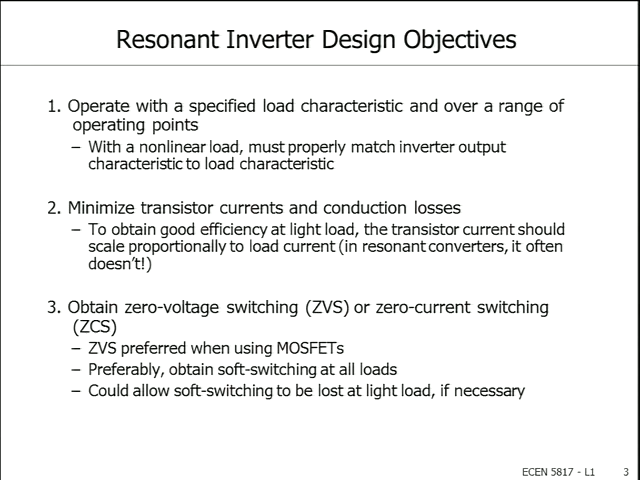 Resonant Inverter Design Objectives
1. Operate with a specified load characteristic and over a range of
operating points
– With a nonlinear load, must properly match inverter output
characteristic to load characteristic
2. Minimize transistor currents and conduction losses
– To obtain good efficiency at light load, the transistor current should
scale proportionally to load current (in resonant converters, it often
doesn't!)
3. Obtain zero-voltage switching (ZVS) or zero-current switching
(ZCS)
– ZVS preferred when using MOSFETs
– Preferably, obtain soft-switching at all loads
– Could allow soft-switching to be lost at light load, if necessary
ECEN 5817 - L1 3